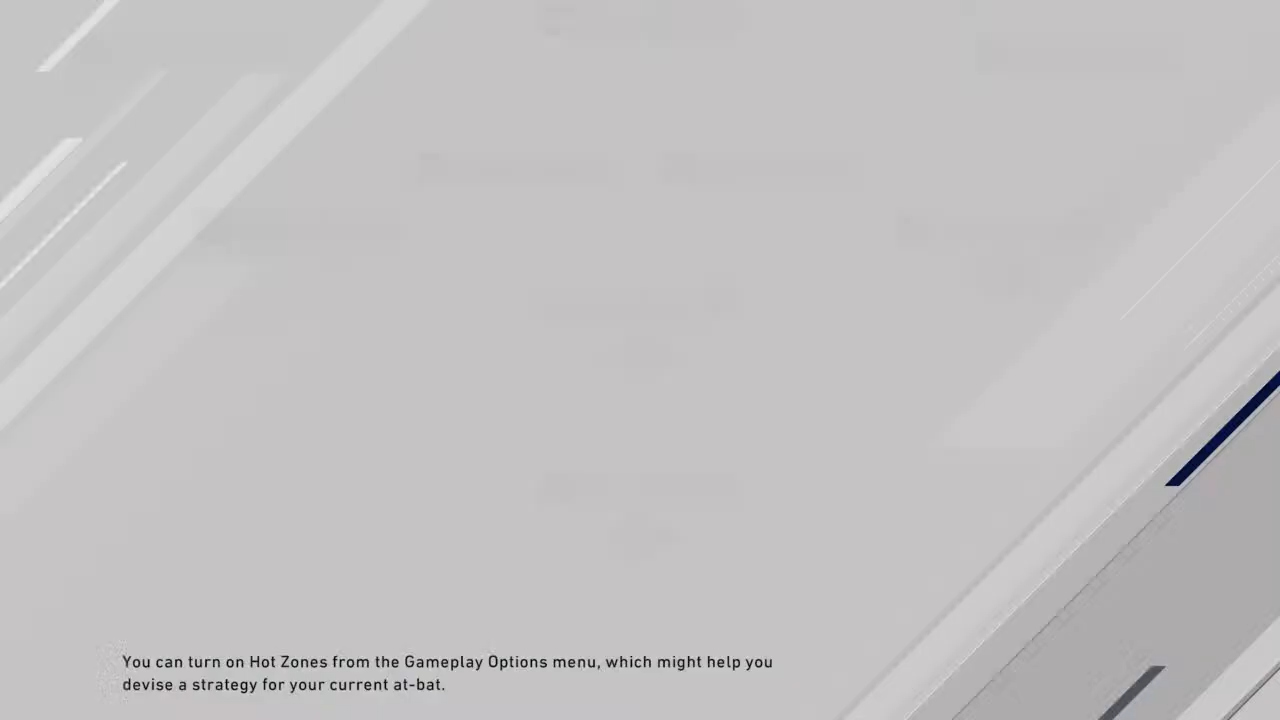 You can turn on Hot Zones from the Gameplay Options menu, which might help you
devise a strategy for your current at-bat.